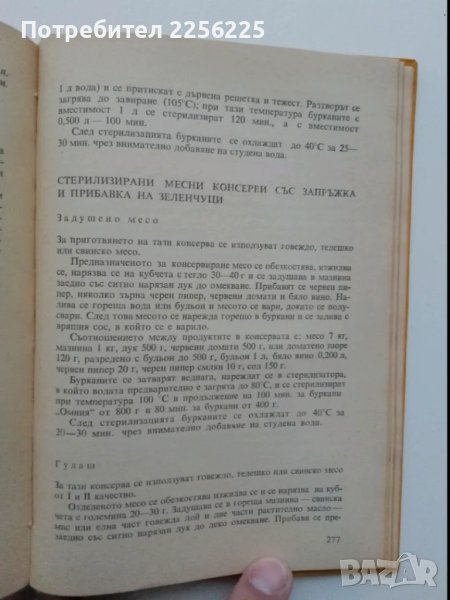 Потребител 2256225
1 л вода) и се притискат с дървена решетка и тежест. Разтворът се
загрява до завиране (105°С); при тази температура бурканите с
вместимост 1 л се стерилизират 120 мин., а с вместимост
0,500 л — 100 мин.
След стерилизацията бурканите се охлаждат до 40°С за 25—
30 мин. чрез внимателно добавяне на студена вода.
СТЕРИЛИЗИРАНИ МЕСНИ КОНСЕРВИ СЪС ЗАПРЪЖКА
И ПРИБАВКА НА ЗЕЛЕНЧУЦИ
Задушено месо
За приготвянето на тази консерва се използуват говеждо, телешко
или свинско месо.
Предназначеното за консервиране месо се обезкостява, изжилва
се, нарязва се на кубчета с тегло 30—40 г и се задушава в мазнина
заедно със ситно нарязан лук до омекване. Прибавят се червен пи-
пер, няколко зърна черен пипер, червени домати и бяло вино. На-
лива се гореща вода или бульон и месото се вари, докато се полу-
свари. След това месото се нарежда горещо в буркани и се залива с
врящия сос, в който се е варило.
Съотношението между продуктите в консервата е: месо 7 кг,
мазнина 1 кг, лук 500 г, червени домати 500 г, или доматено пюре
120 г, разредено с бульон до 500 г, бульон 1 л, бяло вино 0,200 л,
червен пипер 20 г, черен пипер смлян 10 г, сол 150 г.
Бурканите се затварят веднага, нареждат се в стерилизатора,
в който водата предварително е загрята до 80°С, и се стерилизират
при температура 100 °С в продължение на 100 мин. за буркани
„Омния“ от 800 г и 80 мин. за буркани от 400 г.
След стерилизацията бурканите се охлаждат до 40°С за
20—30 мин. чрез внимателно добавяне на студена вода.
Гулаш
За тази консерва се използуват говеждо, телешко или свинско месо
от I и II качество.
Отделеното месо се обезкостява изжилва се и се нарязва на куб-
чета с големина 20—30 г. Задушава се в гореща мазнина — свинска
мас или една част говежда лой и две части растително масло —
заедно със ситно нарязан лук до леко омекване. Прибавя се пре-
277
bazar.bg